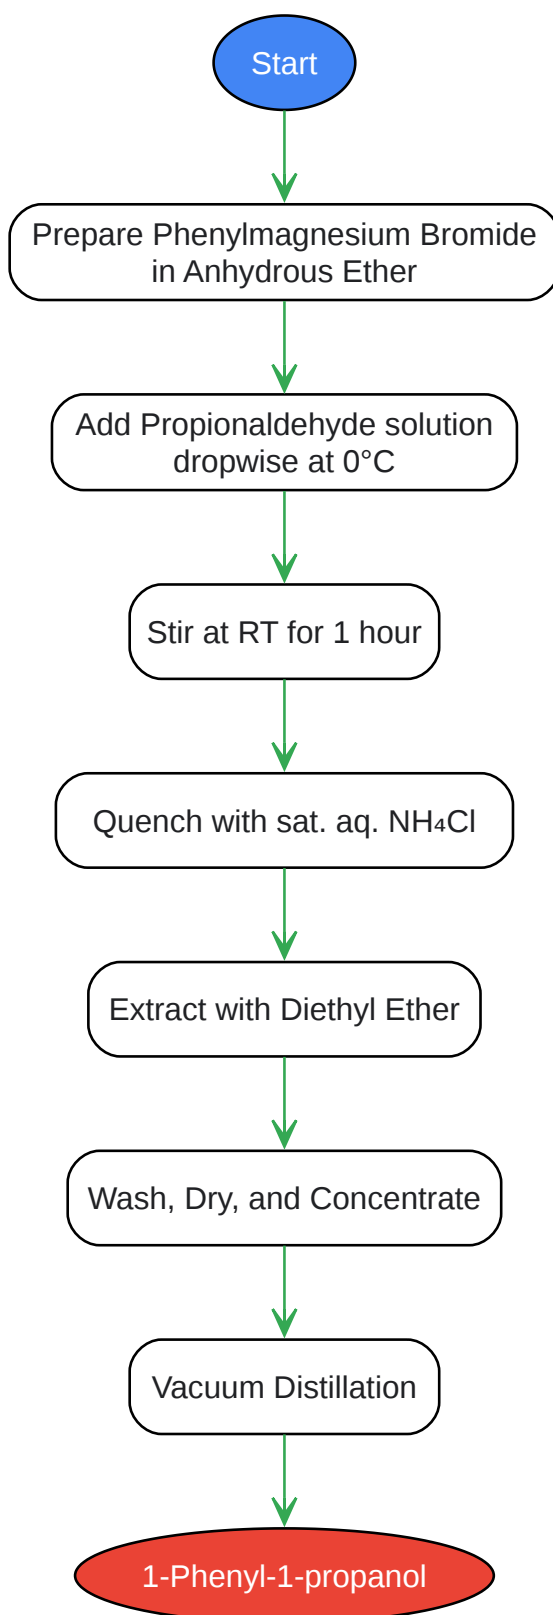 Start
Prepare Phenylmagnesium Bromide
in Anhydrous Ether
Add Propionaldehyde solution
dropwise at 0°C
Stir at RT for 1 hour
Quench with sat. aq. NH₄Cl
Extract with Diethyl Ether
Wash, Dry, and Concentrate
Vacuum Distillation
1-Phenyl-1-propanol